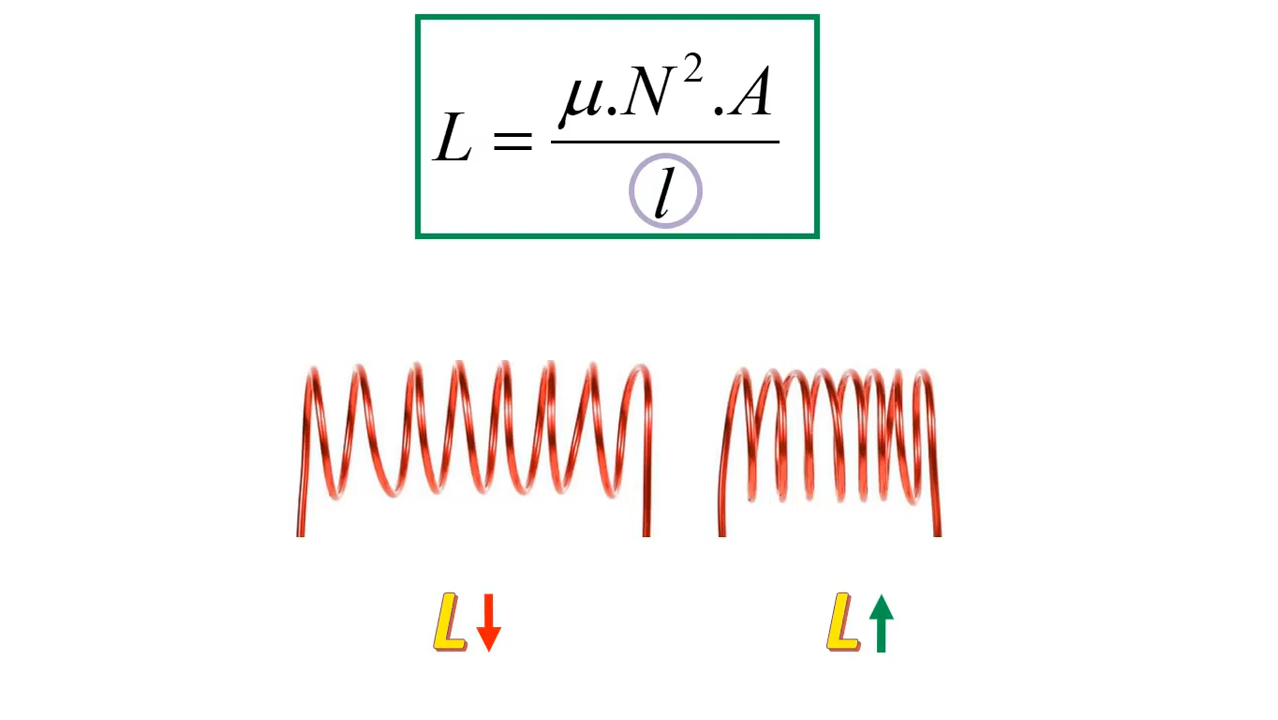 L = μ.N².A / l
L L